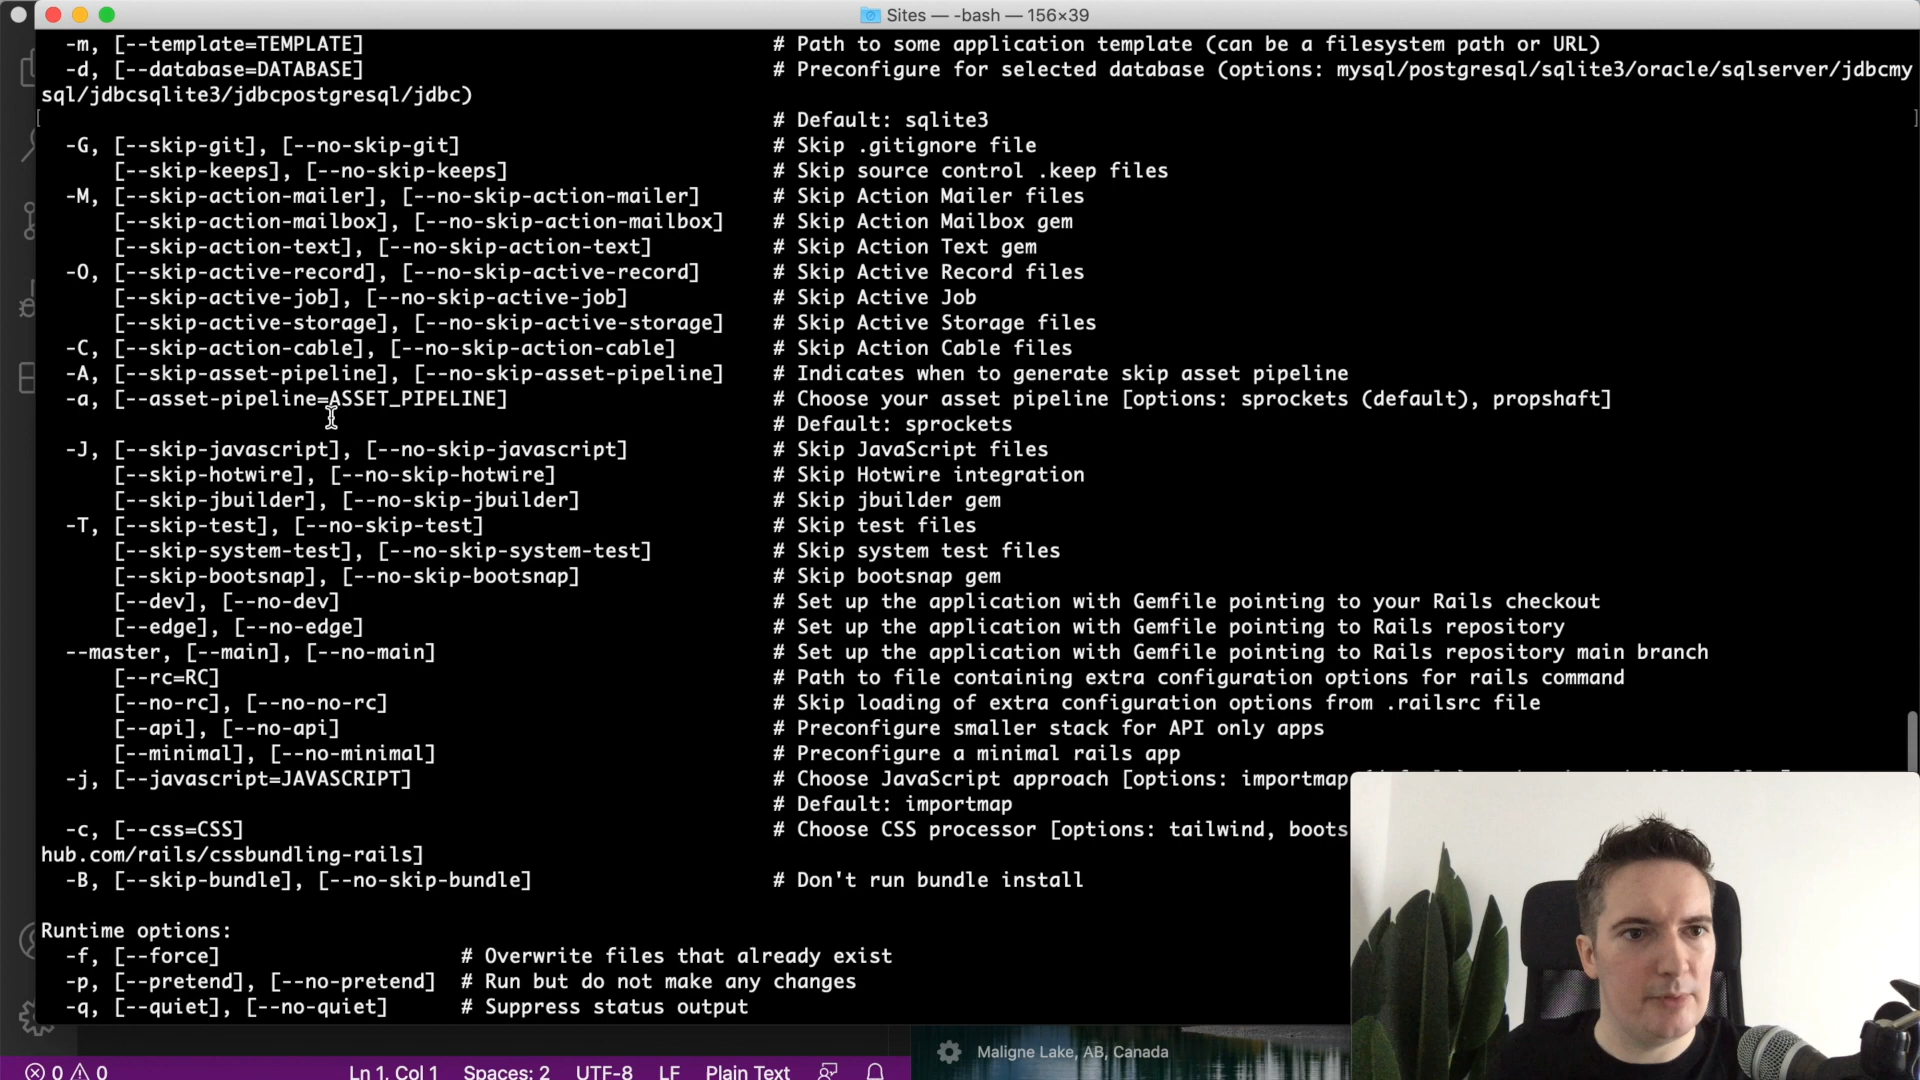 Sites — -bash — 156×39
-m, [--template=TEMPLATE] # Path to some application template (can be a filesystem path or URL)
-d, [--database=DATABASE] # Preconfigure for selected database (options: mysql/postgresql/sqlite3/oracle/sqlserver/jdbcmy
sql/jdbcsqlite3/jdbcpostgresql/jdbc)
# Default: sqlite3
-G, [--skip-git], [--no-skip-git] # Skip .gitignore file
[--skip-keeps], [--no-skip-keeps] # Skip source control .keep files
-M, [--skip-action-mailer], [--no-skip-action-mailer] # Skip Action Mailer files
[--skip-action-mailbox], [--no-skip-action-mailbox] # Skip Action Mailbox gem
[--skip-action-text], [--no-skip-action-text] # Skip Action Text gem
-O, [--skip-active-record], [--no-skip-active-record] # Skip Active Record files
[--skip-active-job], [--no-skip-active-job] # Skip Active Job
[--skip-active-storage], [--no-skip-active-storage] # Skip Active Storage files
-C, [--skip-action-cable], [--no-skip-action-cable] # Skip Action Cable files
-A, [--skip-asset-pipeline], [--no-skip-asset-pipeline] # Indicates when to generate skip asset pipeline
-a, [--asset-pipeline=ASSET_PIPELINE] # Choose your asset pipeline [options: sprockets (default), propshaft]
# Default: sprockets
-J, [--skip-javascript], [--no-skip-javascript] # Skip JavaScript files
[--skip-hotwire], [--no-skip-hotwire] # Skip Hotwire integration
[--skip-jbuilder], [--no-skip-jbuilder] # Skip jbuilder gem
-T, [--skip-test], [--no-skip-test] # Skip test files
[--skip-system-test], [--no-skip-system-test] # Skip system test files
[--skip-bootsnap], [--no-skip-bootsnap] # Skip bootsnap gem
[--dev], [--no-dev] # Set up the application with Gemfile pointing to your Rails checkout
[--edge], [--no-edge] # Set up the application with Gemfile pointing to Rails repository
--master, [--main], [--no-main] # Set up the application with Gemfile pointing to Rails repository main branch
[--rc=RC] # Path to file containing extra configuration options for rails command
[--no-rc], [--no-no-rc] # Skip loading of extra configuration options from .railsrc file
[--api], [--no-api] # Preconfigure smaller stack for API only apps
[--minimal], [--no-minimal] # Preconfigure a minimal rails app
-j, [--javascript=JAVASCRIPT] # Choose JavaScript approach [options: importmap
# Default: importmap
-c, [--css=CSS] # Choose CSS processor [options: tailwind, boots
hub.com/rails/cssbundling-rails]
-B, [--skip-bundle], [--no-skip-bundle] # Don't run bundle install
Runtime options:
-f, [--force] # Overwrite files that already exist
-p, [--pretend], [--no-pretend] # Run but do not make any changes
-q, [--quiet], [--no-quiet] # Suppress status output
Maligne Lake, AB, Canada
0 0 Ln 1, Col 1 Spaces: 2 UTF-8 LF Plain Text